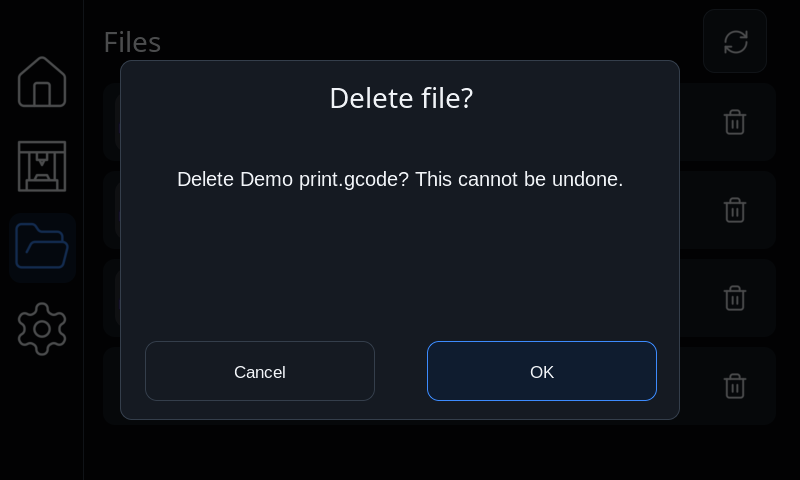 Files
Delete file?
Delete Demo print.gcode? This cannot be undone.
Cancel
OK